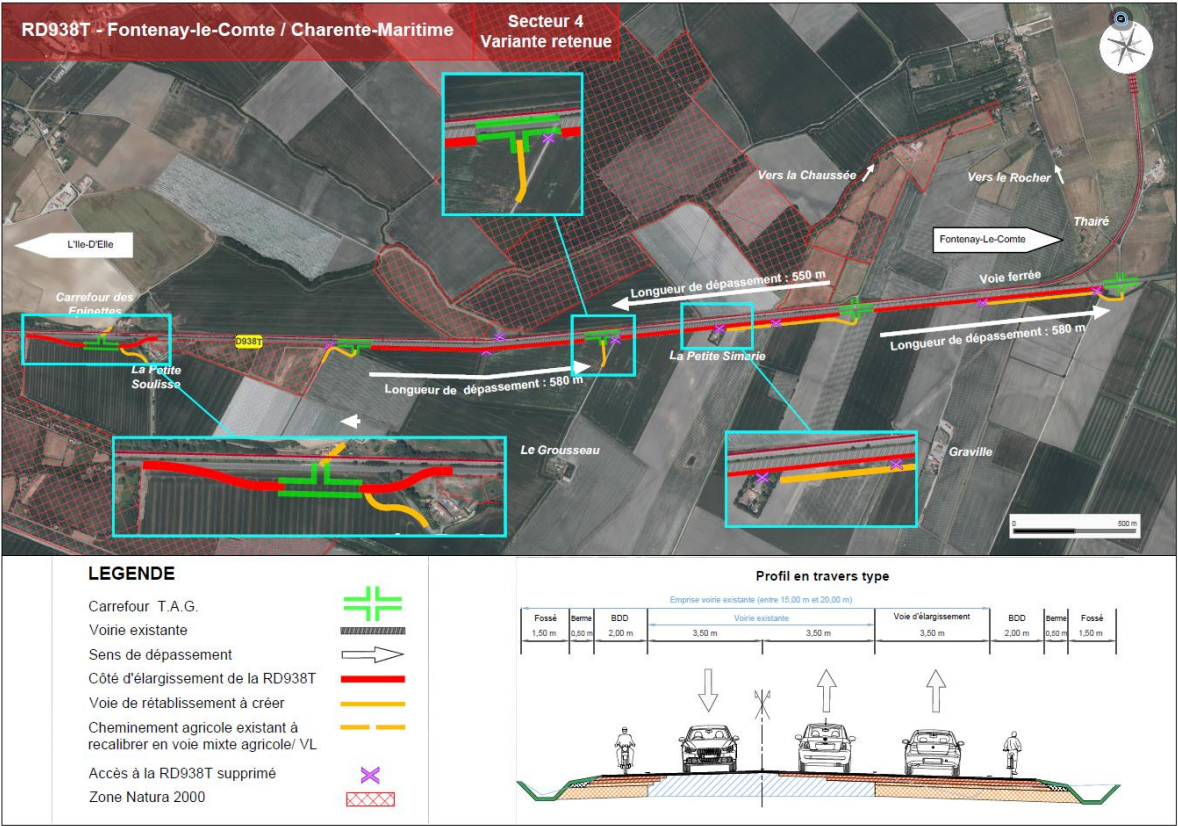 RD938T - Fontenay-le-Comte / Charente-Maritime
Secteur 4
Variante retenue
Vers la Chaussée
Vers le Rocher
Thairé
L'Ile-D'Elle
Fontenay-Le-Comte
Voie ferrée
Longueur de dépassement : 550 m
Carrefour des
Epinettes
D938T
La Petite
Soulisse
La Petite Simarie
Longueur de dépassement : 580 m
Longueur de dépassement : 580 m
Le Grousseau
Graville
0
500 m
LEGENDE
Carrefour T.A.G.
Voirie existante
Sens de dépassement
Côté d'élargissement de la RD938T
Voie de rétablissement à créer
Cheminement agricole existant à
recalibrer en voie mixte agricole/ VL
Accès à la RD938T supprimé
Zone Natura 2000
Profil en travers type
Emprise voirie existante (entre 15,00 m et 20,00 m)
Fossé Berme BDD Voirie existante Voie d'élargissement BDD Berme Fossé
1,50 m 0,50 m 2,00 m 3,50 m 3,50 m 3,50 m 2,00 m 0,50 m 1,50 m